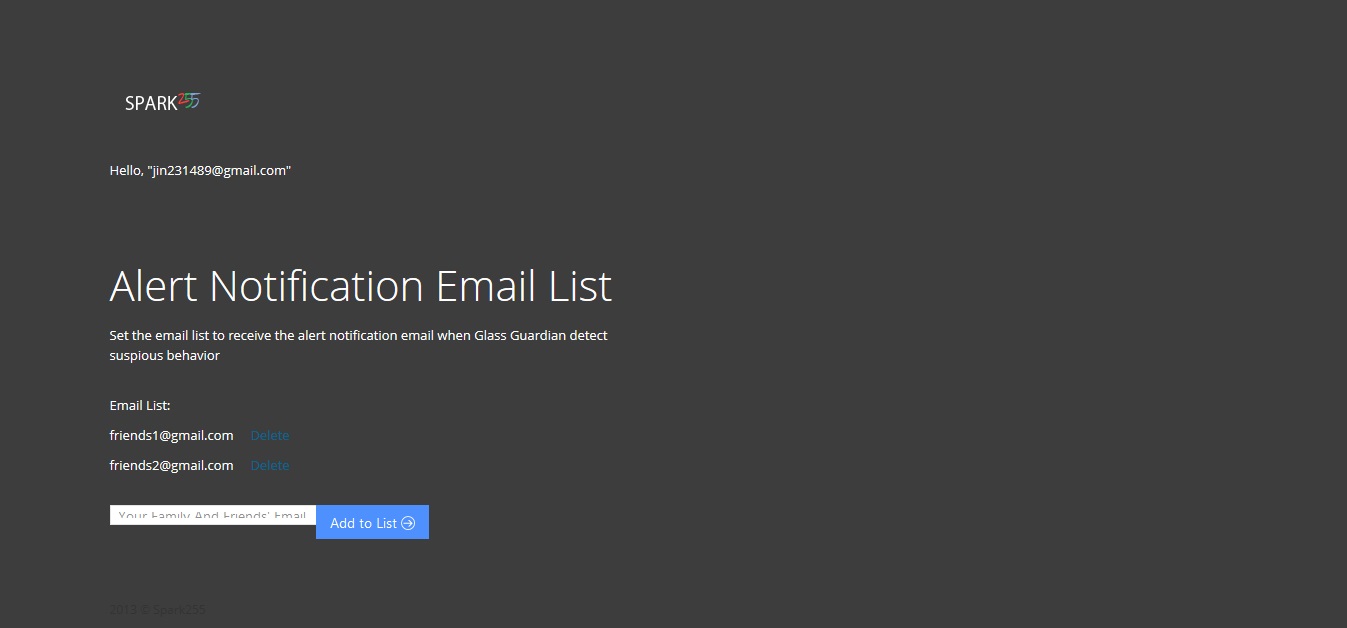 SPARK255
Hello, "jin231489@gmail.com"
Alert Notification Email List
Set the email list to receive the alert notification email when Glass Guardian detect
suspious behavior
Email List:
friends1@gmail.com Delete
friends2@gmail.com Delete
Your Family And Friends' Email
Add to List
2013 © Spark255